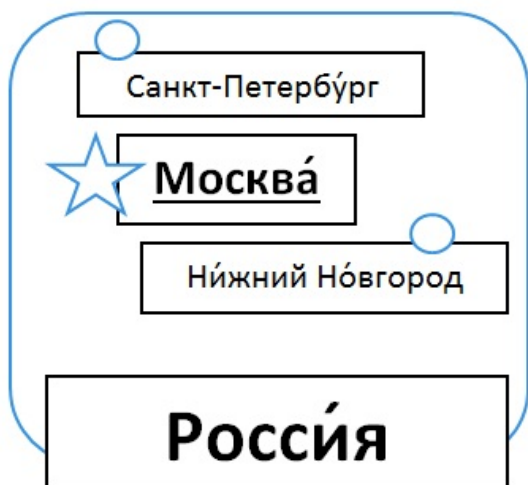 Санкт-Петербу́рг
Москва́
Ни́жний Но́вгород
Росси́я